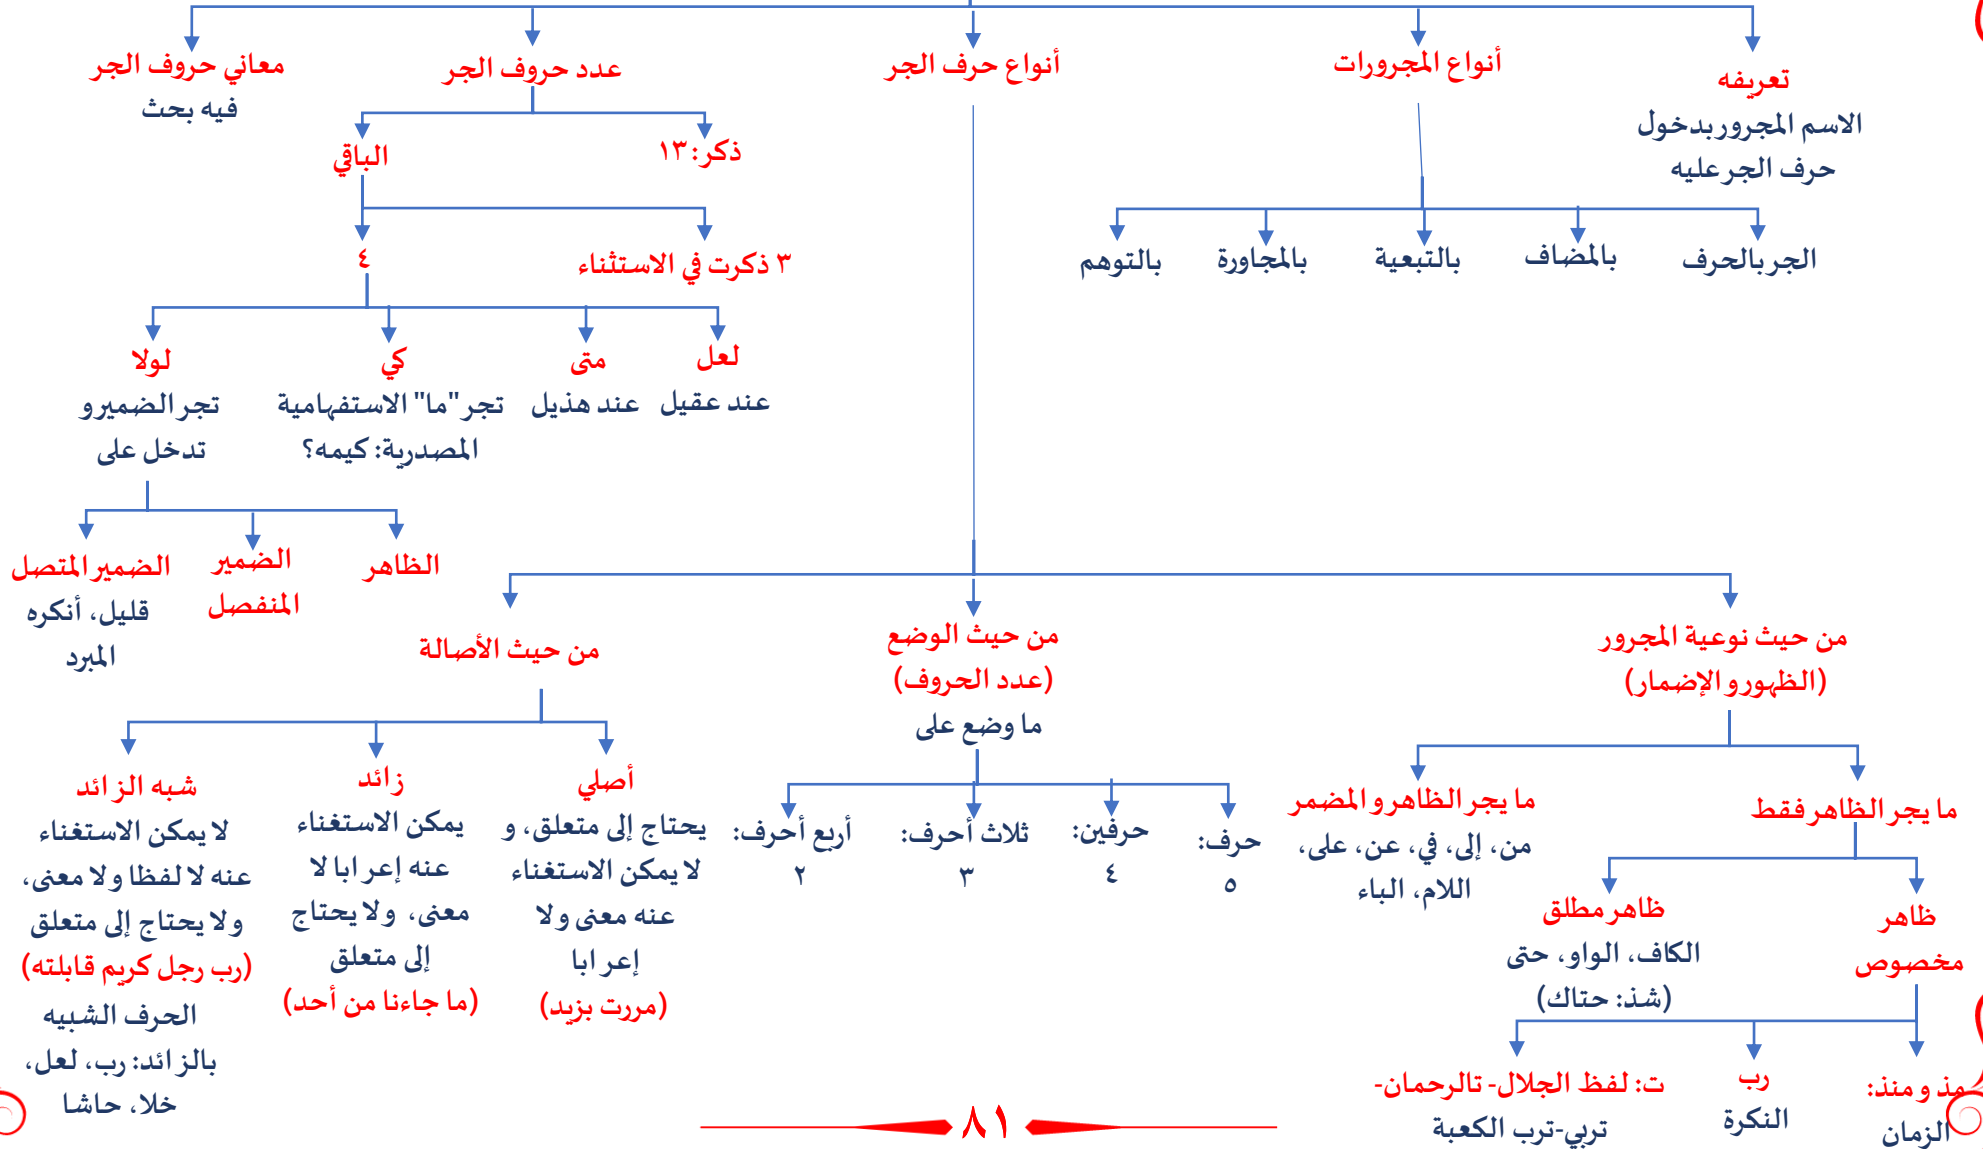 تعريفه
الاسم المجرور بدخول
حرف الجر عليه
أنواع المجرورات
الجر بالحرف
بالمضاف
بالتبعية
بالمجاورة
بالتوهم
أنواع حرف الجر
عدد حروف الجر
ذكر: ١٣
الباقي
٣ ذكرت في الاستثناء
٤
لعل
عند عقيل
متى
عند هذيل
كي
تجر "ما" الاستفهامية
المصدرية: كيمه؟
لولا
تجر الضمير و
تدخل على
الظاهر
الضمير
المنفصل
الضمير المتصل
قليل، أنكره
المبرد
معاني حروف الجر
فيه بحث
من حيث نوعية المجرور
(الظهور و الإضمار)
ما يجر الظاهر فقط
ظاهر
مخصوص
مذ و منذ:
الزمان
رب
النكرة
ت: لفظ الجلال- تالرحمان-
تربي-ترب الكعبة
ظاهر مطلق
الكاف، الواو، حتى
(شذ: حتاك)
ما يجر الظاهر و المضمر
من، إلى، في، عن، على،
اللام، الباء
من حيث الوضع
(عدد الحروف)
ما وضع على
حرف:
٥
حرفين:
٤
ثلاث أحرف:
٣
أربع أحرف:
٢
من حيث الأصالة
أصلي
يحتاج إلى متعلق، و
لا يمكن الاستغناء
عنه معنى ولا
إعرابا
(مررت بزيد)
زائد
يمكن الاستغناء
عنه إعرابا لا
معنى، ولا يحتاج
إلى متعلق
(ما جاءنا من أحد)
شبه الزائد
لا يمكن الاستغناء
عنه لا لفظا ولا معنى،
ولا يحتاج إلى متعلق
(رب رجل كريم قابلته)
الحرف الشبيه
بالزائد: رب، لعل،
خلا، حاشا
٨١